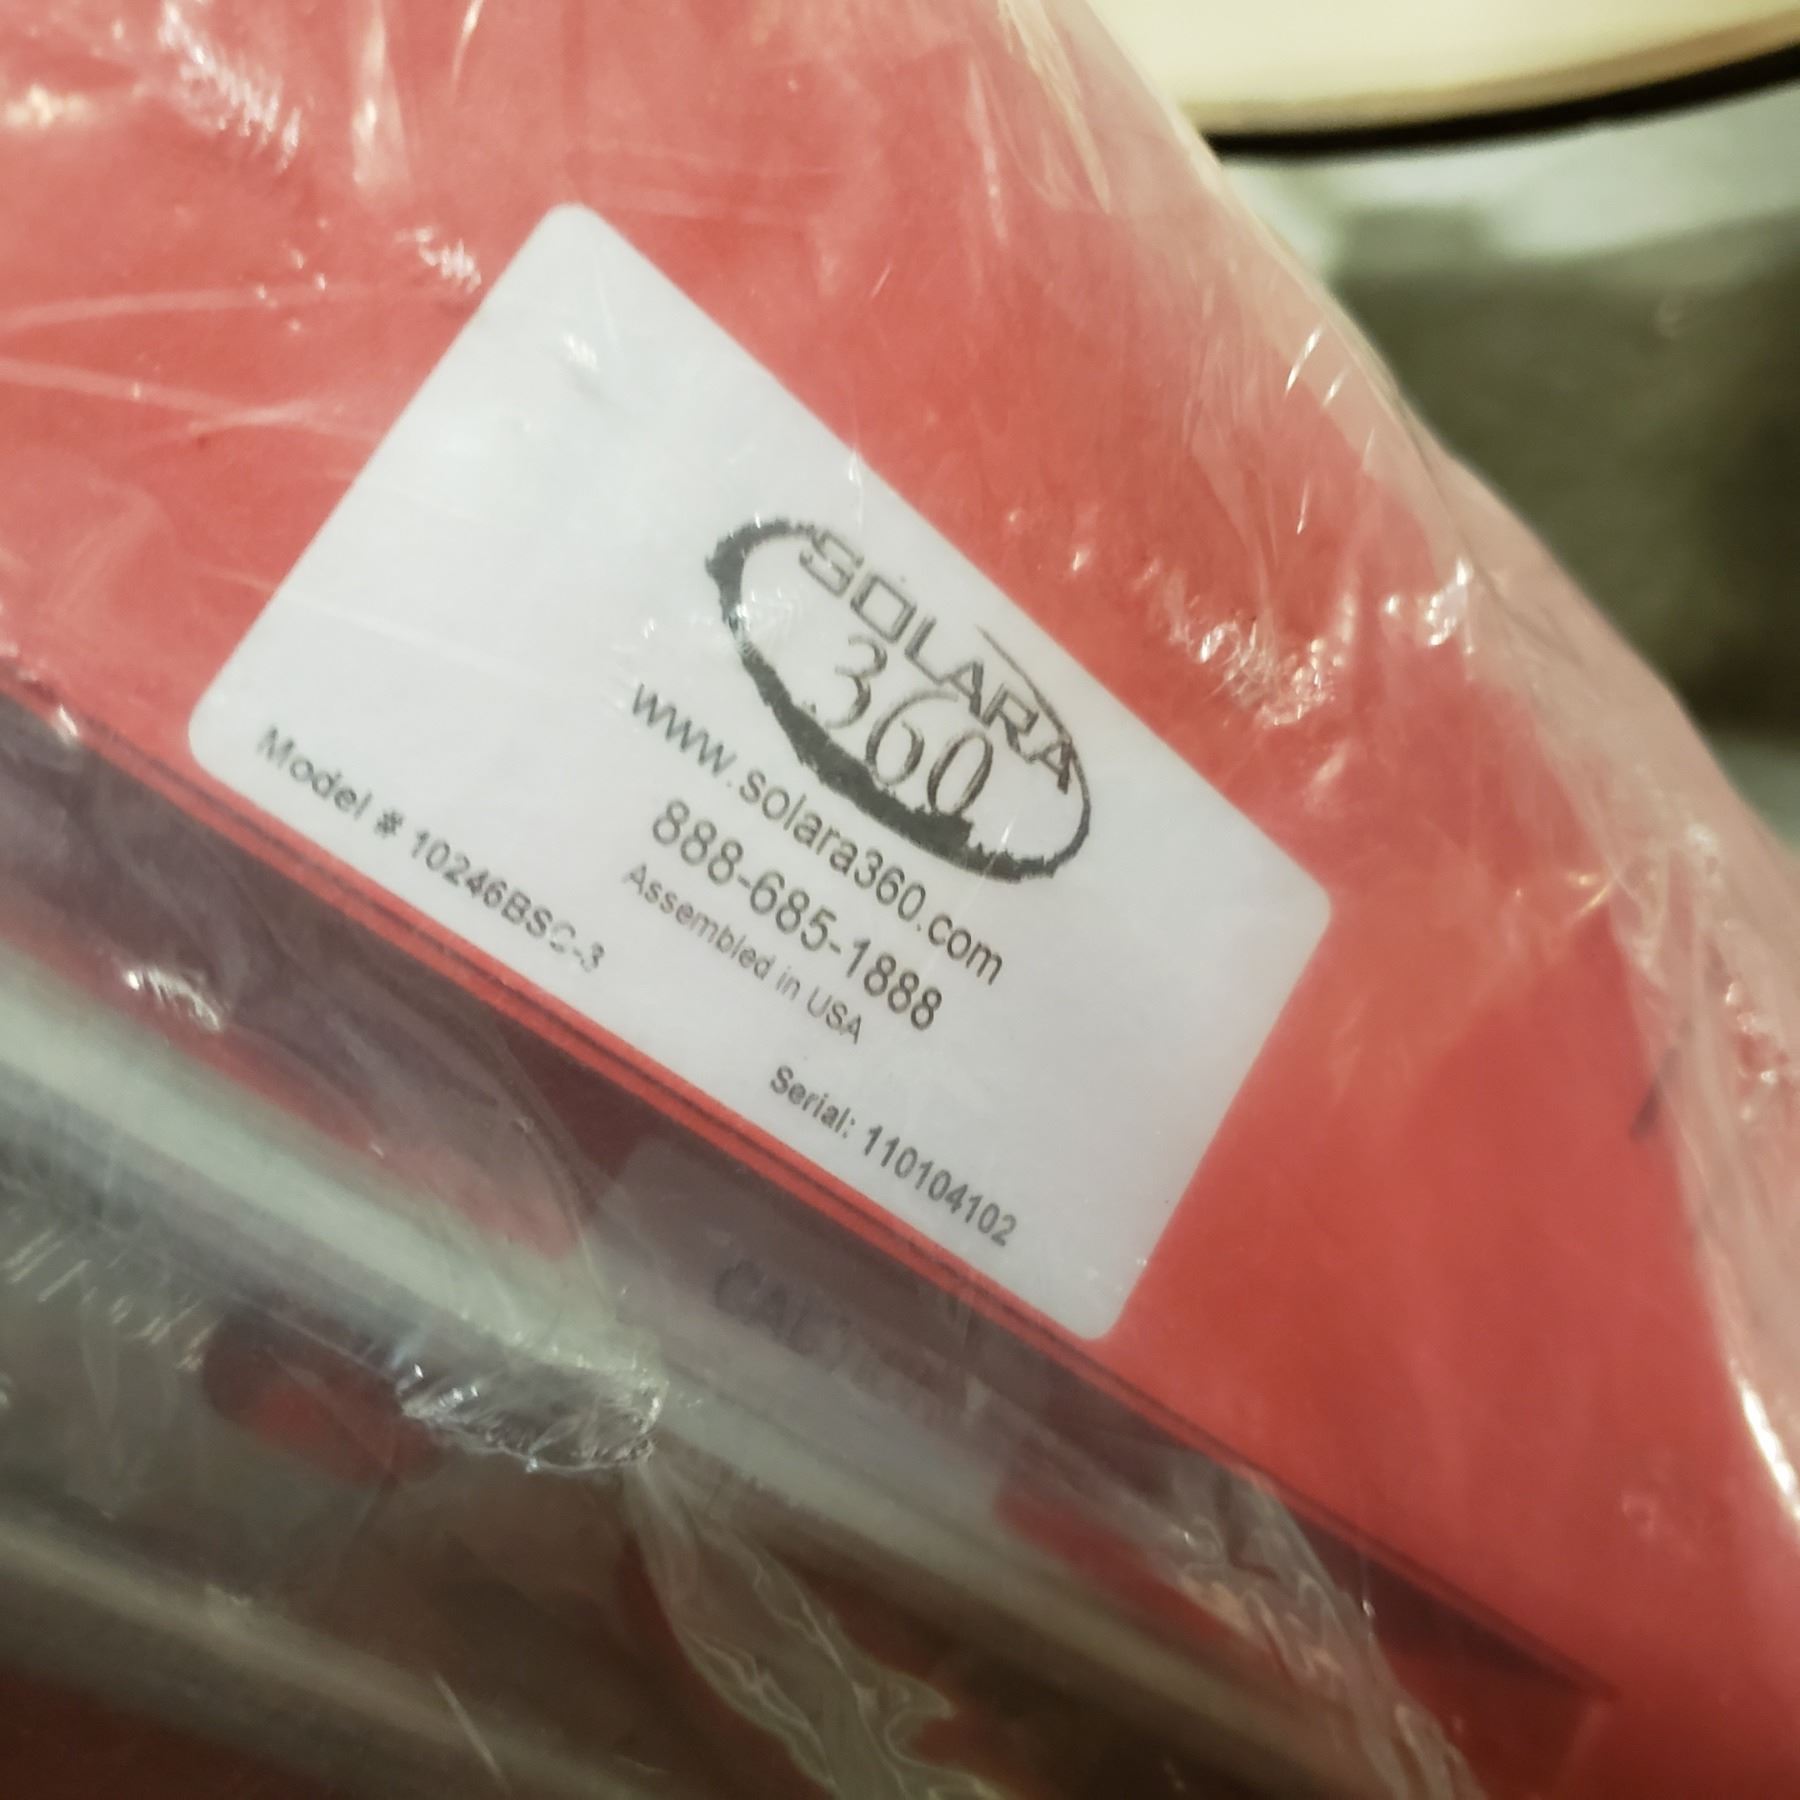 SOLARA
360
www.solara360.com
888-685-1888
Assembled in USA
Model # 10246BSC-3
Serial: 110104102